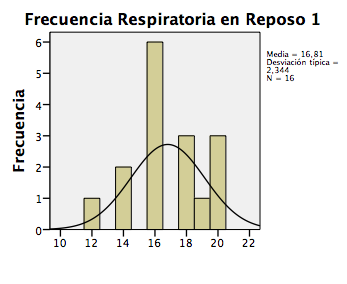 Frecuencia Respiratoria en Reposo 1
Media = 16,81
Desviación típica =
2,344
N = 16
Frecuencia
6
5
4
3
2
1
0
10 12 14 16 18 20 22